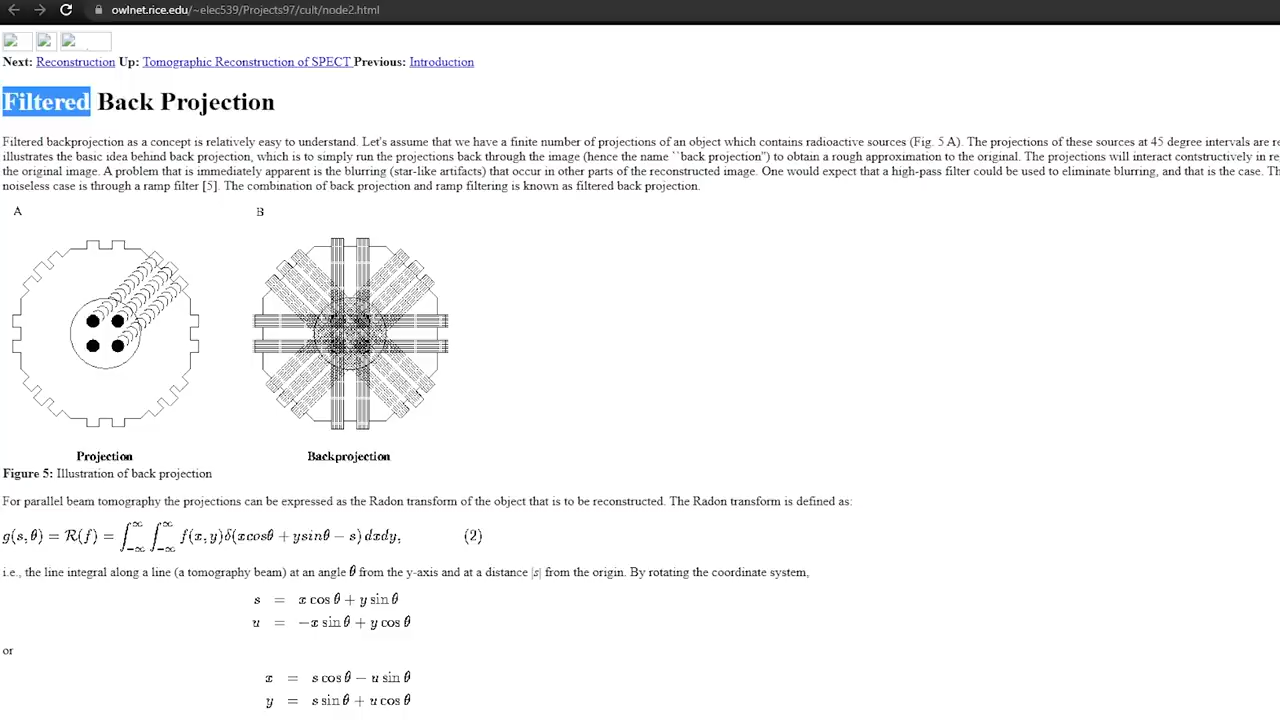 owlnet.rice.edu/~elec539/Projects97/cult/node2.html
Next: Reconstruction Up: Tomographic Reconstruction of SPECT Previous: Introduction
Filtered Back Projection
Filtered backprojection as a concept is relatively easy to understand. Let's assume that we have a finite number of projections of an object which contains radioactive sources (Fig. 5 A). The projections of these sources at 45 degree intervals are re
illustrates the basic idea behind back projection, which is to simply run the projections back through the image (hence the name ``back projection'') to obtain a rough approximation to the original. The projections will interact contstructively in re
the original image. A problem that is immediately apparent is the blurring (star-like artifacts) that occur in other parts of the reconstructed image. One would expect that a high-pass filter could be used to eliminate blurring, and that is the case. Th
noiseless case is through a ramp filter [5]. The combination of back projection and ramp filtering is known as filtered back projection.
A B
Projection Backprojection
Figure 5: Illustration of back projection
For parallel beam tomography the projections can be expressed as the Radon transform of the object that is to be reconstructed. The Radon transform is defined as:
g(s, θ) = R(f) = ∫_{-∞}^{∞} ∫_{-∞}^{∞} f(x, y)δ(xcosθ + ysinθ − s) dxdy, (2)
i.e., the line integral along a line (a tomography beam) at an angle θ from the y-axis and at a distance |s| from the origin. By rotating the coordinate system,
s = x cos θ + y sin θ
u = −x sin θ + y cos θ
or
x = s cos θ − u sin θ
y = s sin θ + u cos θ